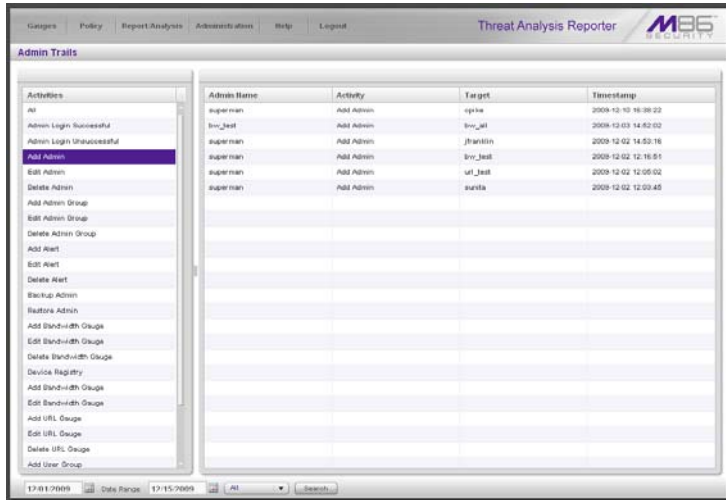 Gauges Policy Report/Analysis Administration Help Logout Threat Analysis Reporter M86 SECURITY
Admin Trails
Activities
All
Admin Login Successful
Admin Login Unsuccessful
Add Admin
Edit Admin
Delete Admin
Add Admin Group
Edit Admin Group
Delete Admin Group
Add Alert
Edit Alert
Delete Alert
Backup Admin
Restore Admin
Add Bandwidth Gauge
Edit Bandwidth Gauge
Delete Bandwidth Gauge
Device Registry
Add Bandwidth Gauge
Edit Bandwidth Gauge
Add URL Gauge
Edit URL Gauge
Delete URL Gauge
Add User Group
Admin Name Activity Target Timestamp
superman Add Admin cpike 2009-12-10 16:38:22
bw_test Add Admin bw_all 2009-12-03 14:52:02
superman Add Admin jfranklin 2009-12-02 14:53:16
superman Add Admin bw_test 2009-12-02 12:16:51
superman Add Admin url_test 2009-12-02 12:05:02
superman Add Admin sunita 2009-12-02 12:03:45
12/01/2009 Date Range 12/15/2009 All Search